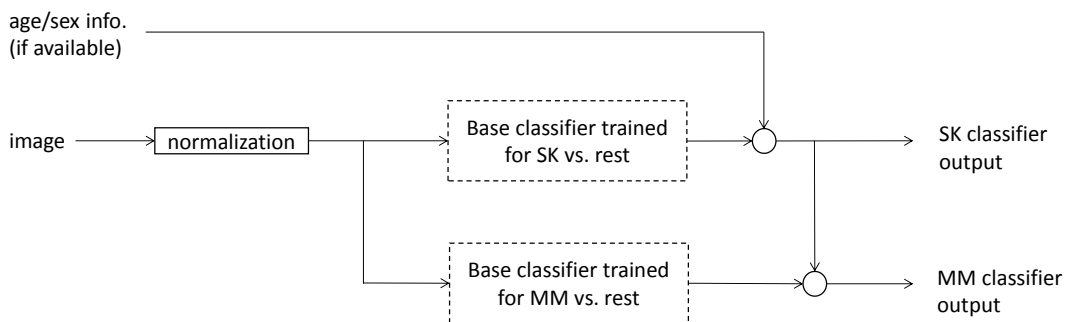 age/sex info.
(if available)
image
normalization
Base classifier trained
for SK vs. rest
SK classifier
output
Base classifier trained
for MM vs. rest
MM classifier
output